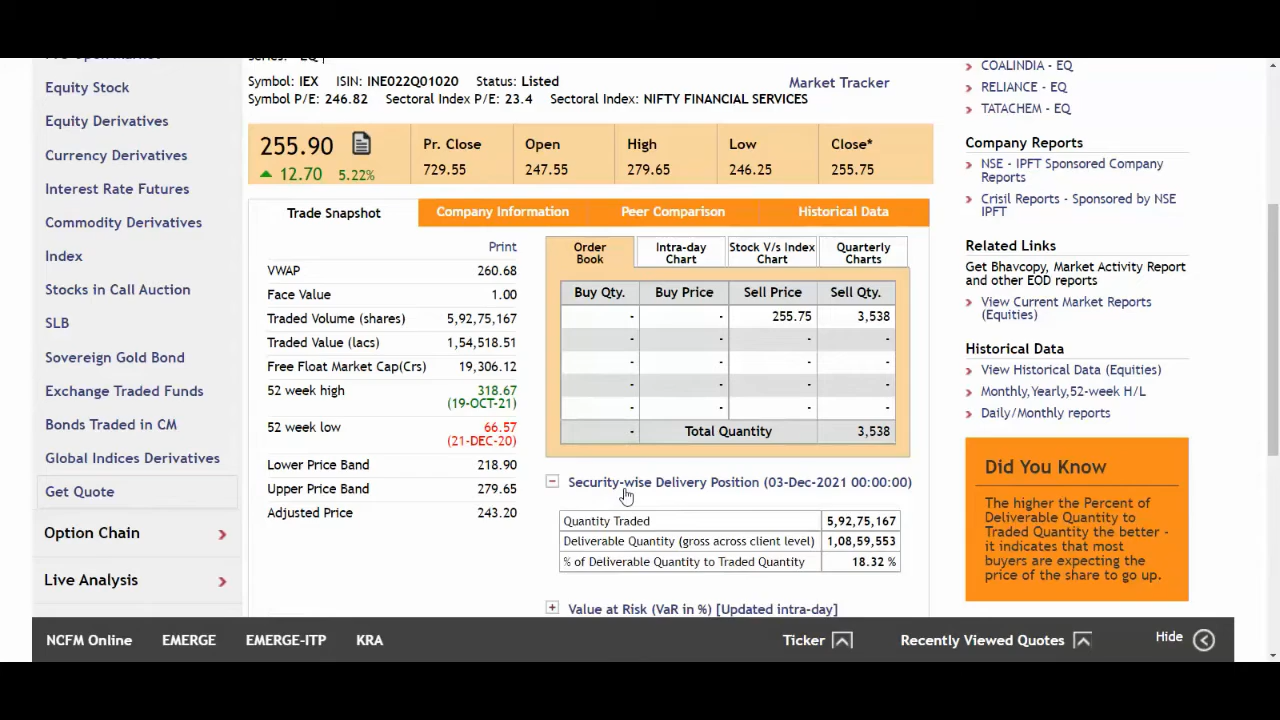 Series: EQ
Symbol: IEX ISIN: INE022Q01020 Status: Listed
Market Tracker
Symbol P/E: 246.82 Sectoral Index P/E: 23.4 Sectoral Index: NIFTY FINANCIAL SERVICES
Equity Stock
Equity Derivatives
Currency Derivatives
Interest Rate Futures
Commodity Derivatives
Index
Stocks in Call Auction
SLB
Sovereign Gold Bond
Exchange Traded Funds
Bonds Traded in CM
Global Indices Derivatives
Get Quote
Option Chain
Live Analysis
255.90
12.70 5.22%
Pr. Close Open High Low Close*
729.55 247.55 279.65 246.25 255.75
Trade Snapshot Company Information Peer Comparison Historical Data
Print
VWAP 260.68
Face Value 1.00
Traded Volume (shares) 5,92,75,167
Traded Value (lacs) 1,54,518.51
Free Float Market Cap(Crs) 19,306.12
52 week high 318.67
(19-OCT-21)
52 week low 66.57
(21-DEC-20)
Lower Price Band 218.90
Upper Price Band 279.65
Adjusted Price 243.20
Order Book
Intra-day Chart
Stock V/s Index Chart
Quarterly Charts
Buy Qty. Buy Price Sell Price Sell Qty.
- - 255.75 3,538
- - - -
- - - -
- - - -
- - - -
- Total Quantity 3,538
Security-wise Delivery Position (03-Dec-2021 00:00:00)
Quantity Traded 5,92,75,167
Deliverable Quantity (gross across client level) 1,08,59,553
% of Deliverable Quantity to Traded Quantity 18.32 %
Value at Risk (VaR in %) [Updated intra-day]
COALINDIA - EQ
RELIANCE - EQ
TATACHEM - EQ
Company Reports
NSE - IPFT Sponsored Company
Reports
Crisil Reports - Sponsored by NSE
IPFT
Related Links
Get Bhavcopy, Market Activity Report
and other EOD reports
View Current Market Reports
(Equities)
Historical Data
View Historical Data (Equities)
Monthly,Yearly,52-week H/L
Daily/Monthly reports
Did You Know
The higher the Percent of
Deliverable Quantity to
Traded Quantity the better -
it indicates that most
buyers are expecting the
price of the share to go up.
NCFM Online EMERGE EMERGE-ITP KRA
Ticker Recently Viewed Quotes Hide